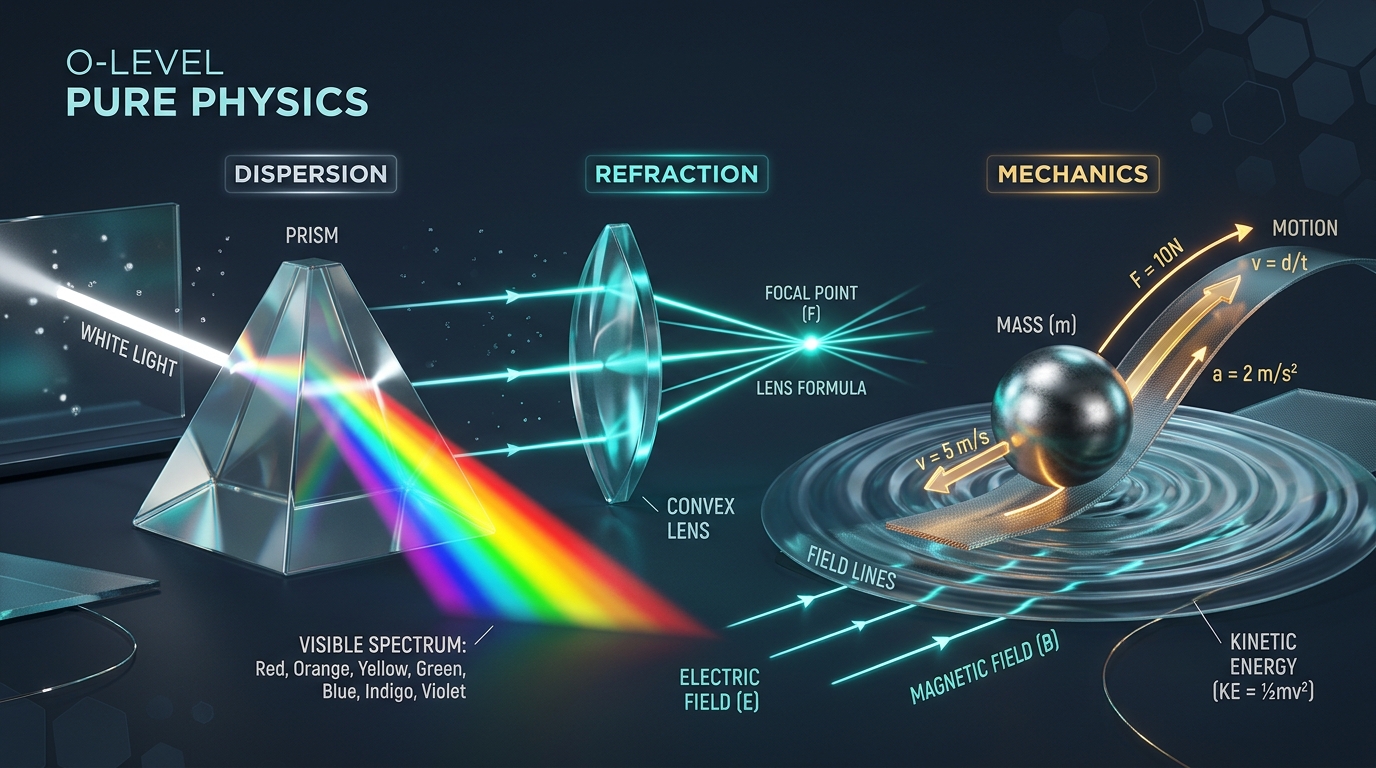 O-LEVEL
PURE PHYSICS
DISPERSION
REFRACTION
MECHANICS
PRISM
WHITE LIGHT
VISIBLE SPECTRUM:
Red, Orange, Yellow, Green,
Blue, Indigo, Violet
FOCAL POINT
(F)
LENS FORMULA
CONVEX
LENS
MOTION
v = d/t
F = 10N
MASS (m)
a = 2 m/s²
v = 5 m/s
FIELD LINES
ELECTRIC
FIELD (E)
MAGNETIC FIELD (B)
KINETIC
ENERGY
(KE = ½mv²)